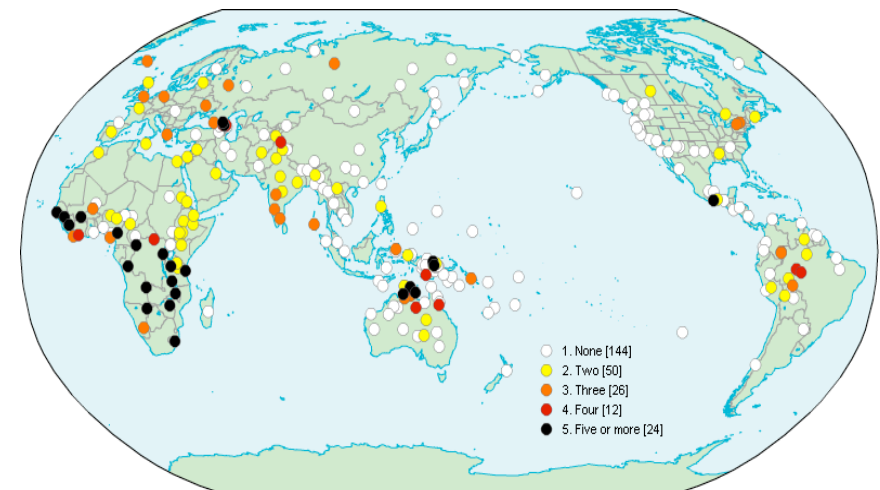 1. None [144]
2. Two [50]
3. Three [26]
4. Four [12]
5. Five or more [24]